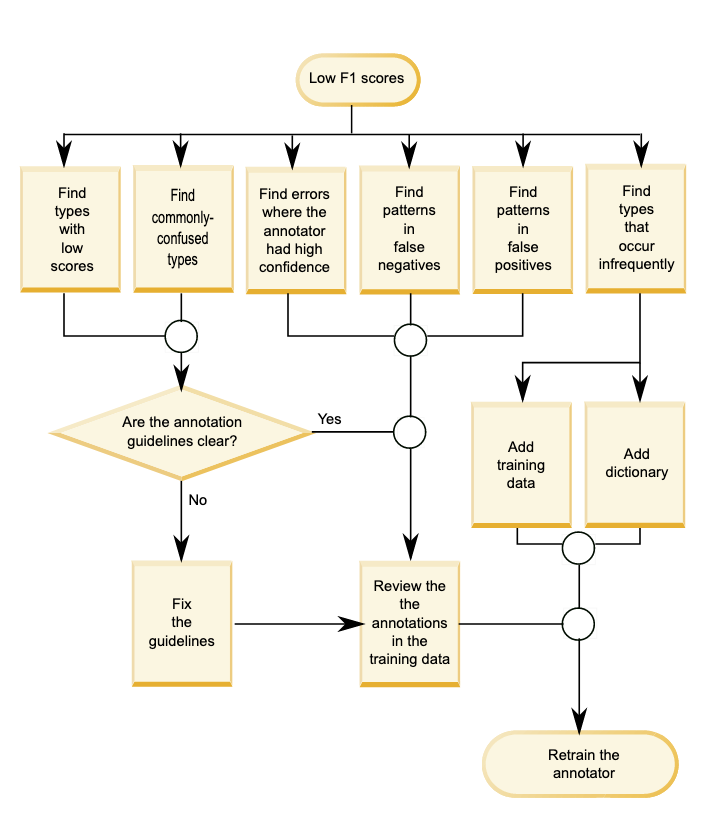 Low F1 scores
Find
types
with
low
scores
Find
commonly-
confused
types
Find errors
where the
annotator
had high
confidence
Find
patterns
in
false
negatives
Find
patterns
in
false
positives
Find
types
that
occur
infrequently
Are the annotation
guidelines clear?
Yes
No
Add
training
data
Add
dictionary
Fix
the
guidelines
Review the
the
annotations
in the
training data
Retrain the
annotator